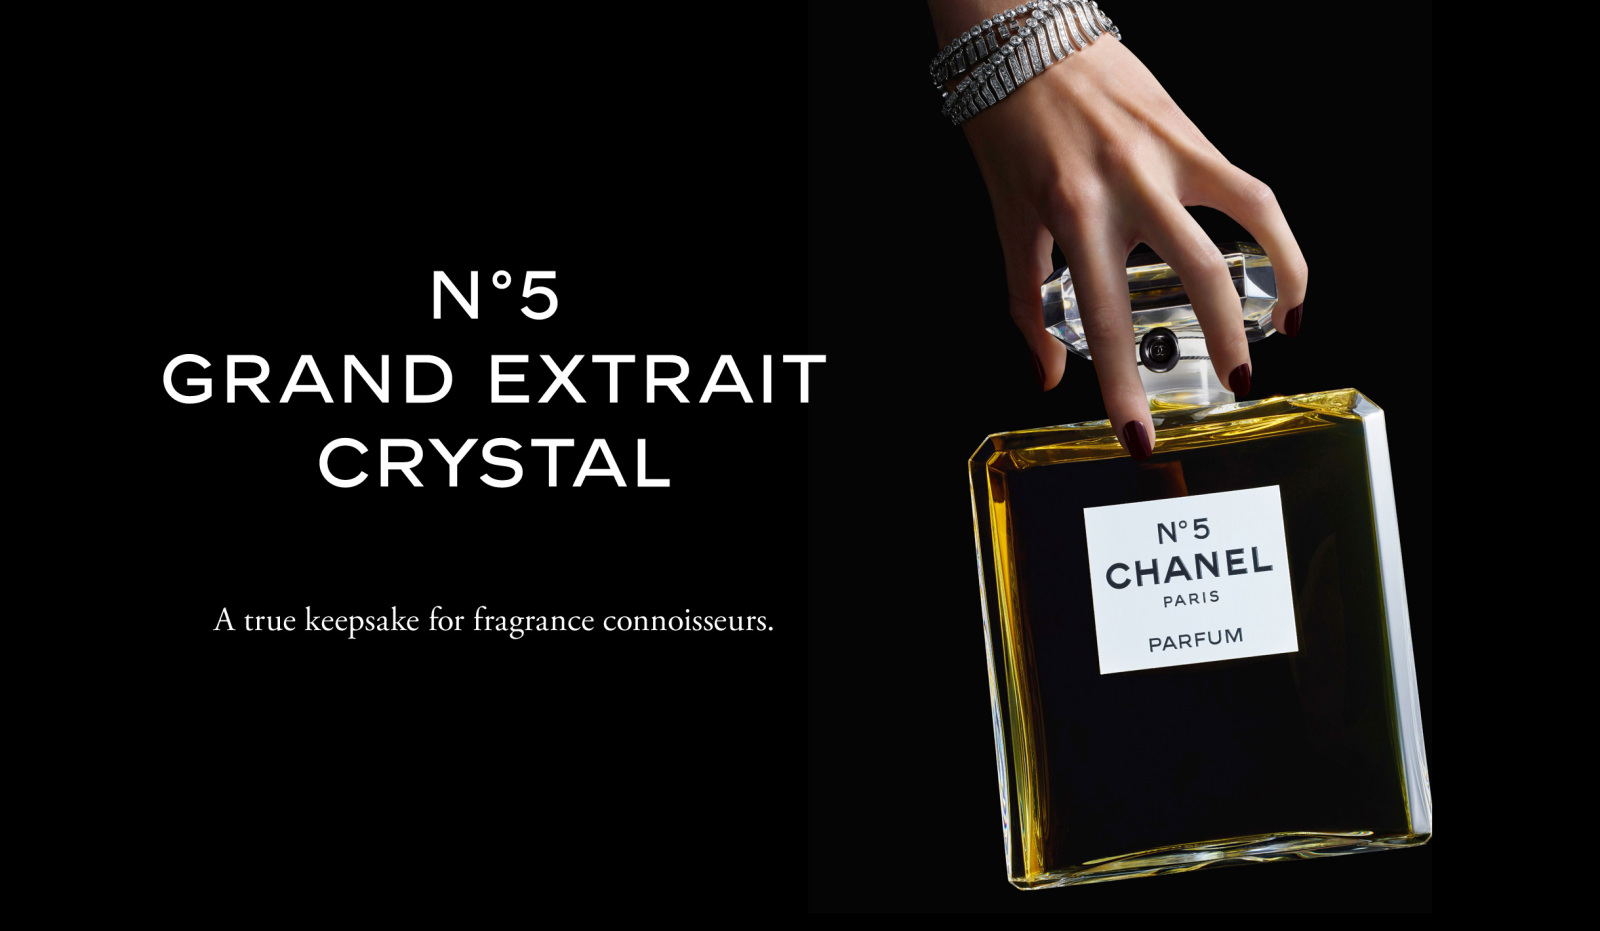 N°5
GRAND EXTRAIT
CRYSTAL
A true keepsake for fragrance connoisseurs.
N°5
CHANEL
PARIS
PARFUM